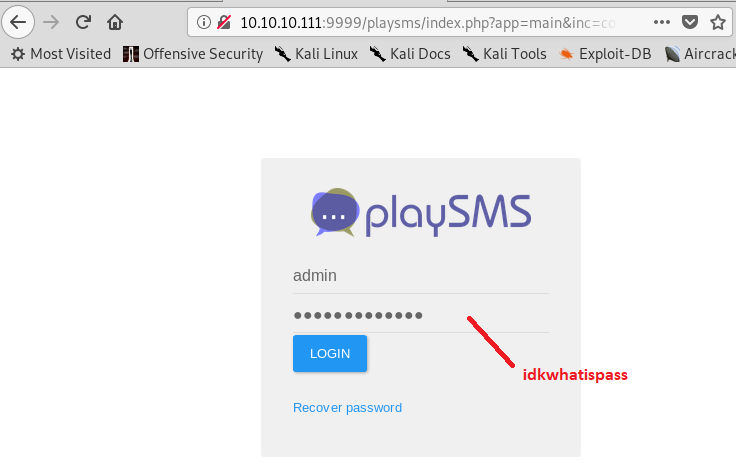 10.10.10.111:9999/playsms/index.php?app=main&inc=co
Most Visited Offensive Security Kali Linux Kali Docs Kali Tools Exploit-DB Aircrack
... playSMS
admin
●●●●●●●●●●●●●
LOGIN
idkwhatispass
Recover password